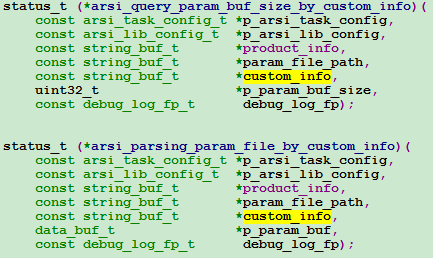 status_t (*arsi_query_param_buf_size_by_custom_info)(
const arsi_task_config_t *p_arsi_task_config,
const arsi_lib_config_t *p_arsi_lib_config,
const string_buf_t *product_info,
const string_buf_t *param_file_path,
const string_buf_t *custom_info,
uint32_t *p_param_buf_size,
const debug_log_fp_t debug_log_fp);
status_t (*arsi_parsing_param_file_by_custom_info)(
const arsi_task_config_t *p_arsi_task_config,
const arsi_lib_config_t *p_arsi_lib_config,
const string_buf_t *product_info,
const string_buf_t *param_file_path,
const string_buf_t *custom_info,
data_buf_t *p_param_buf,
const debug_log_fp_t debug_log_fp);